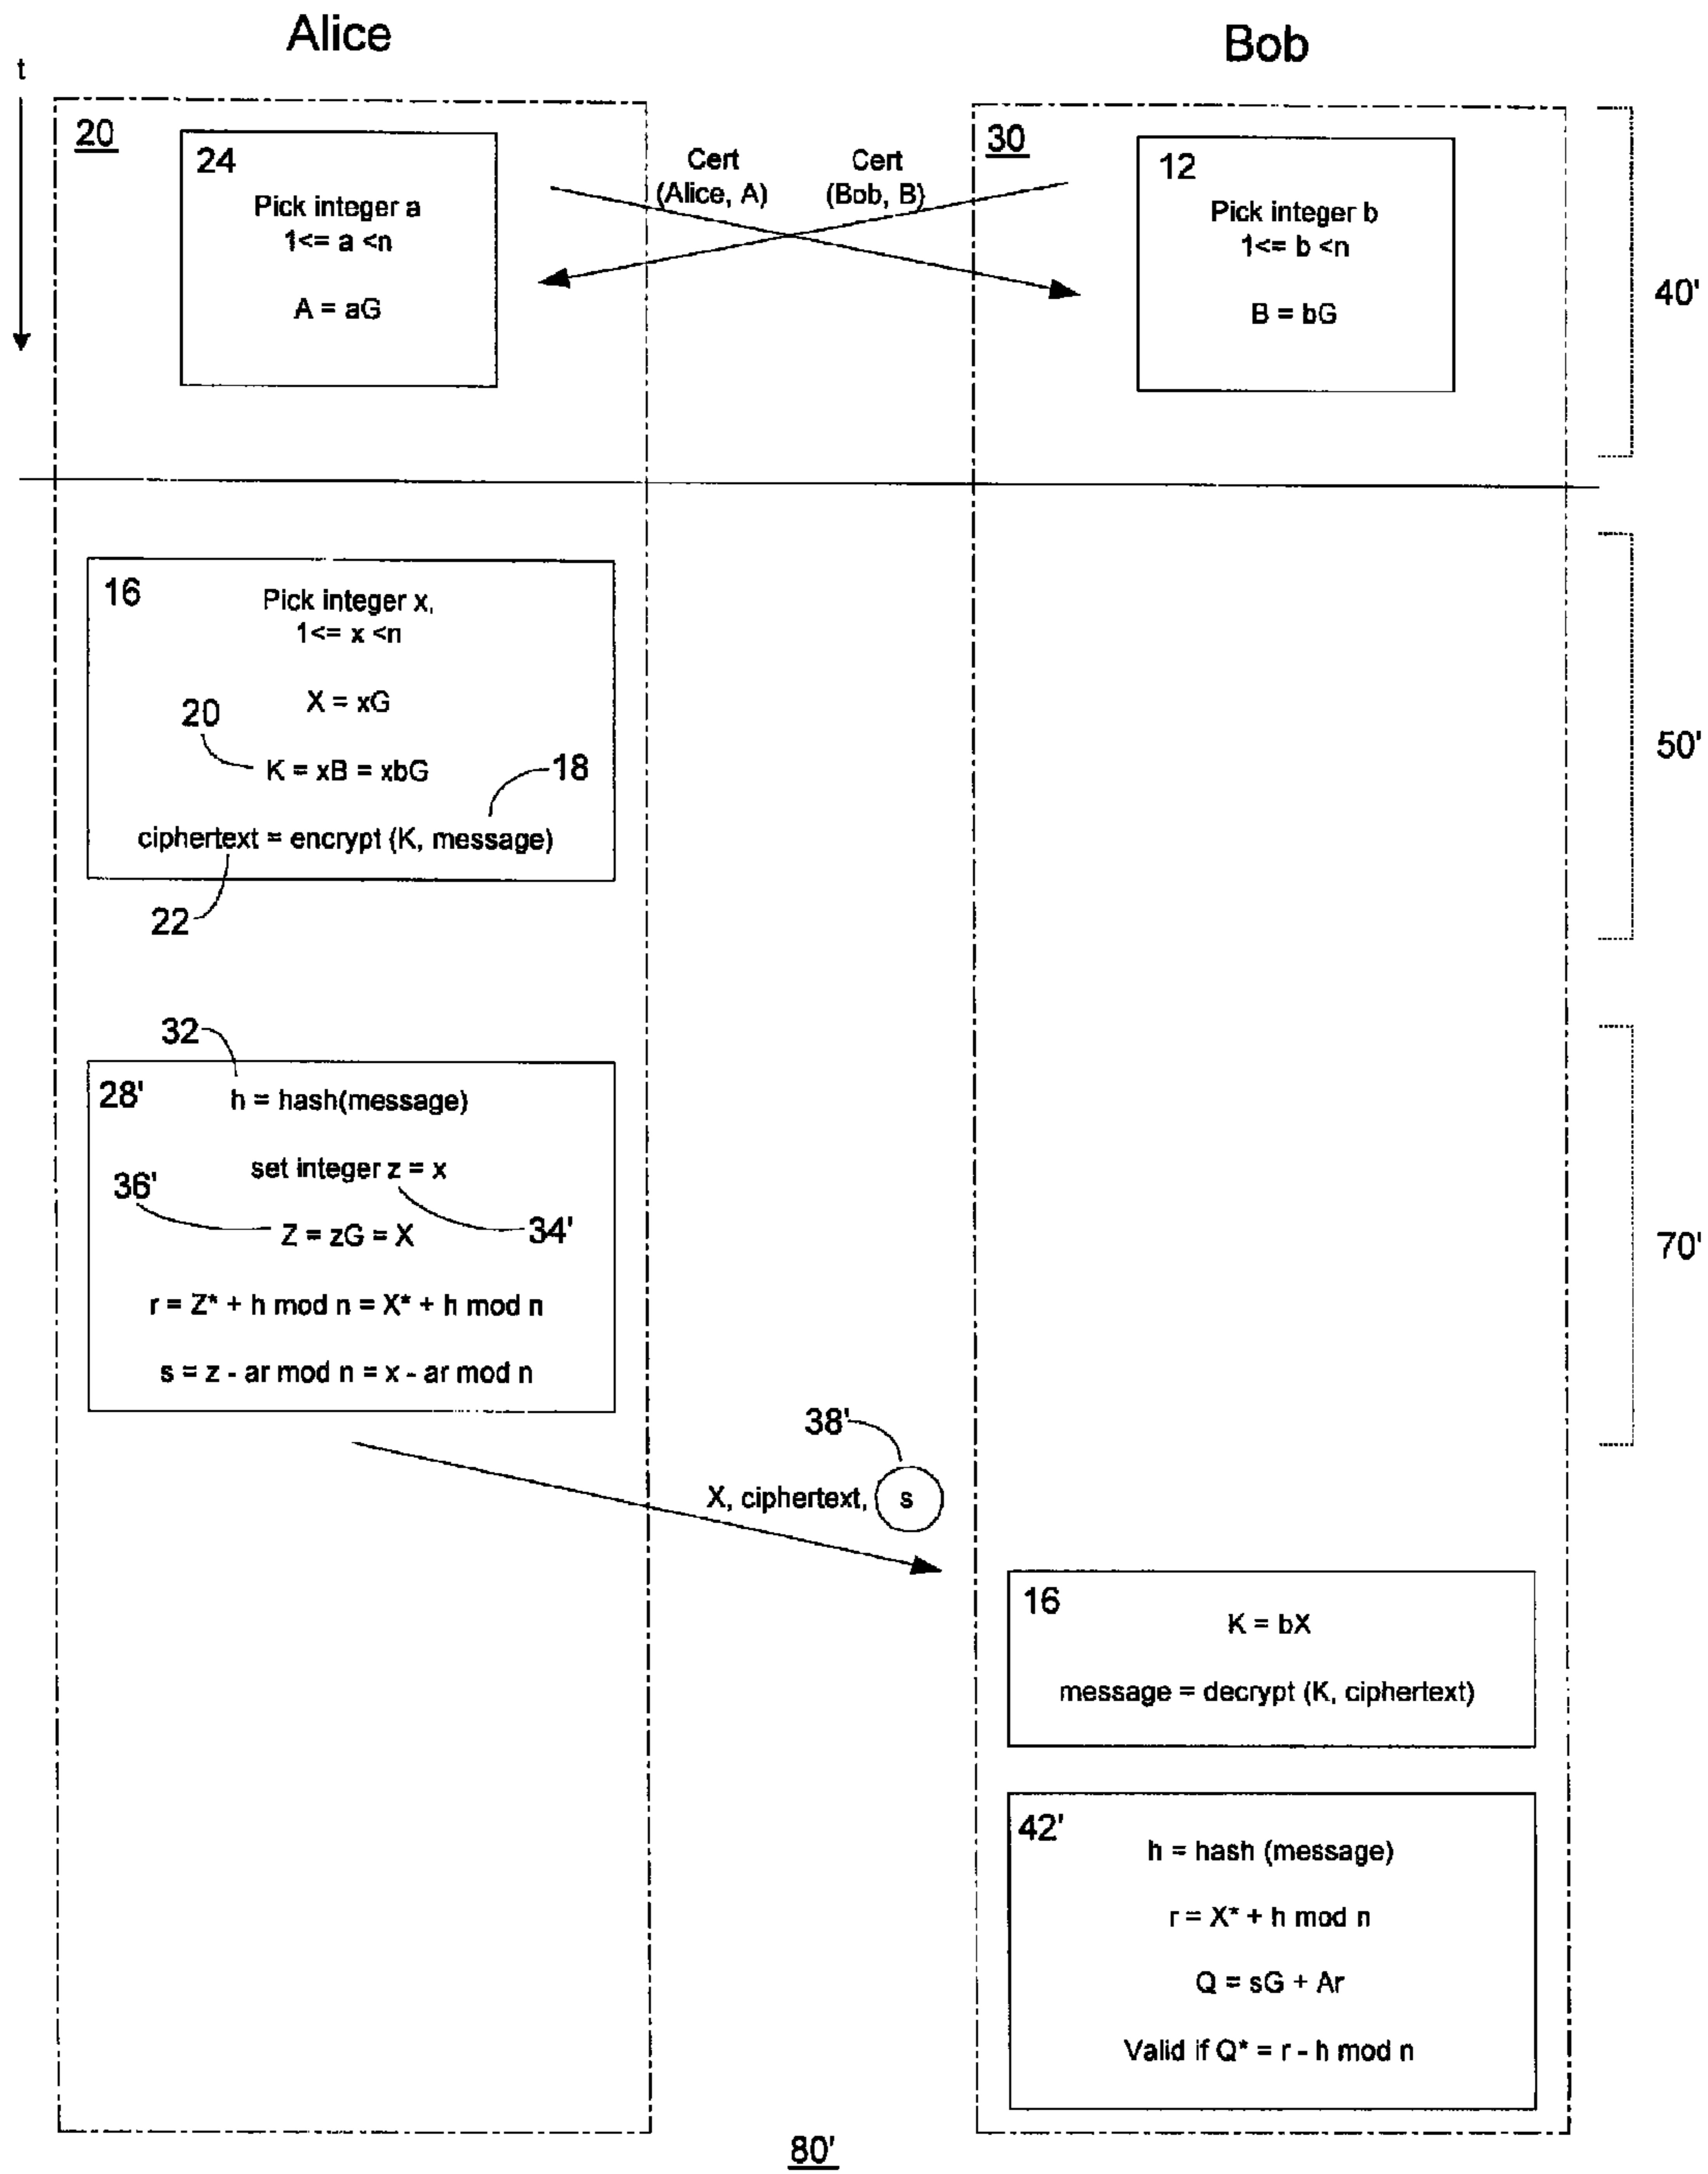 Alice
Bob
t
20
24
Pick integer a
1<= a <n
A = aG
Cert
(Alice, A)
Cert
(Bob, B)
30
12
Pick integer b
1<= b <n
B = bG
40'
16
Pick integer x,
1<= x <n
X = xG
20
K = xB = xbG
18
ciphertext = encrypt (K, message)
22
50'
32
28'
h = hash(message)
set integer z = x
36'
34'
Z = zG = X
r = Z* + h mod n = X* + h mod n
s = z - ar mod n = x - ar mod n
70'
38'
X, ciphertext, s
16
K = bX
message = decrypt (K, ciphertext)
42'
h = hash (message)
r = X* + h mod n
Q = sG + Ar
Valid if Q* = r - h mod n
80'